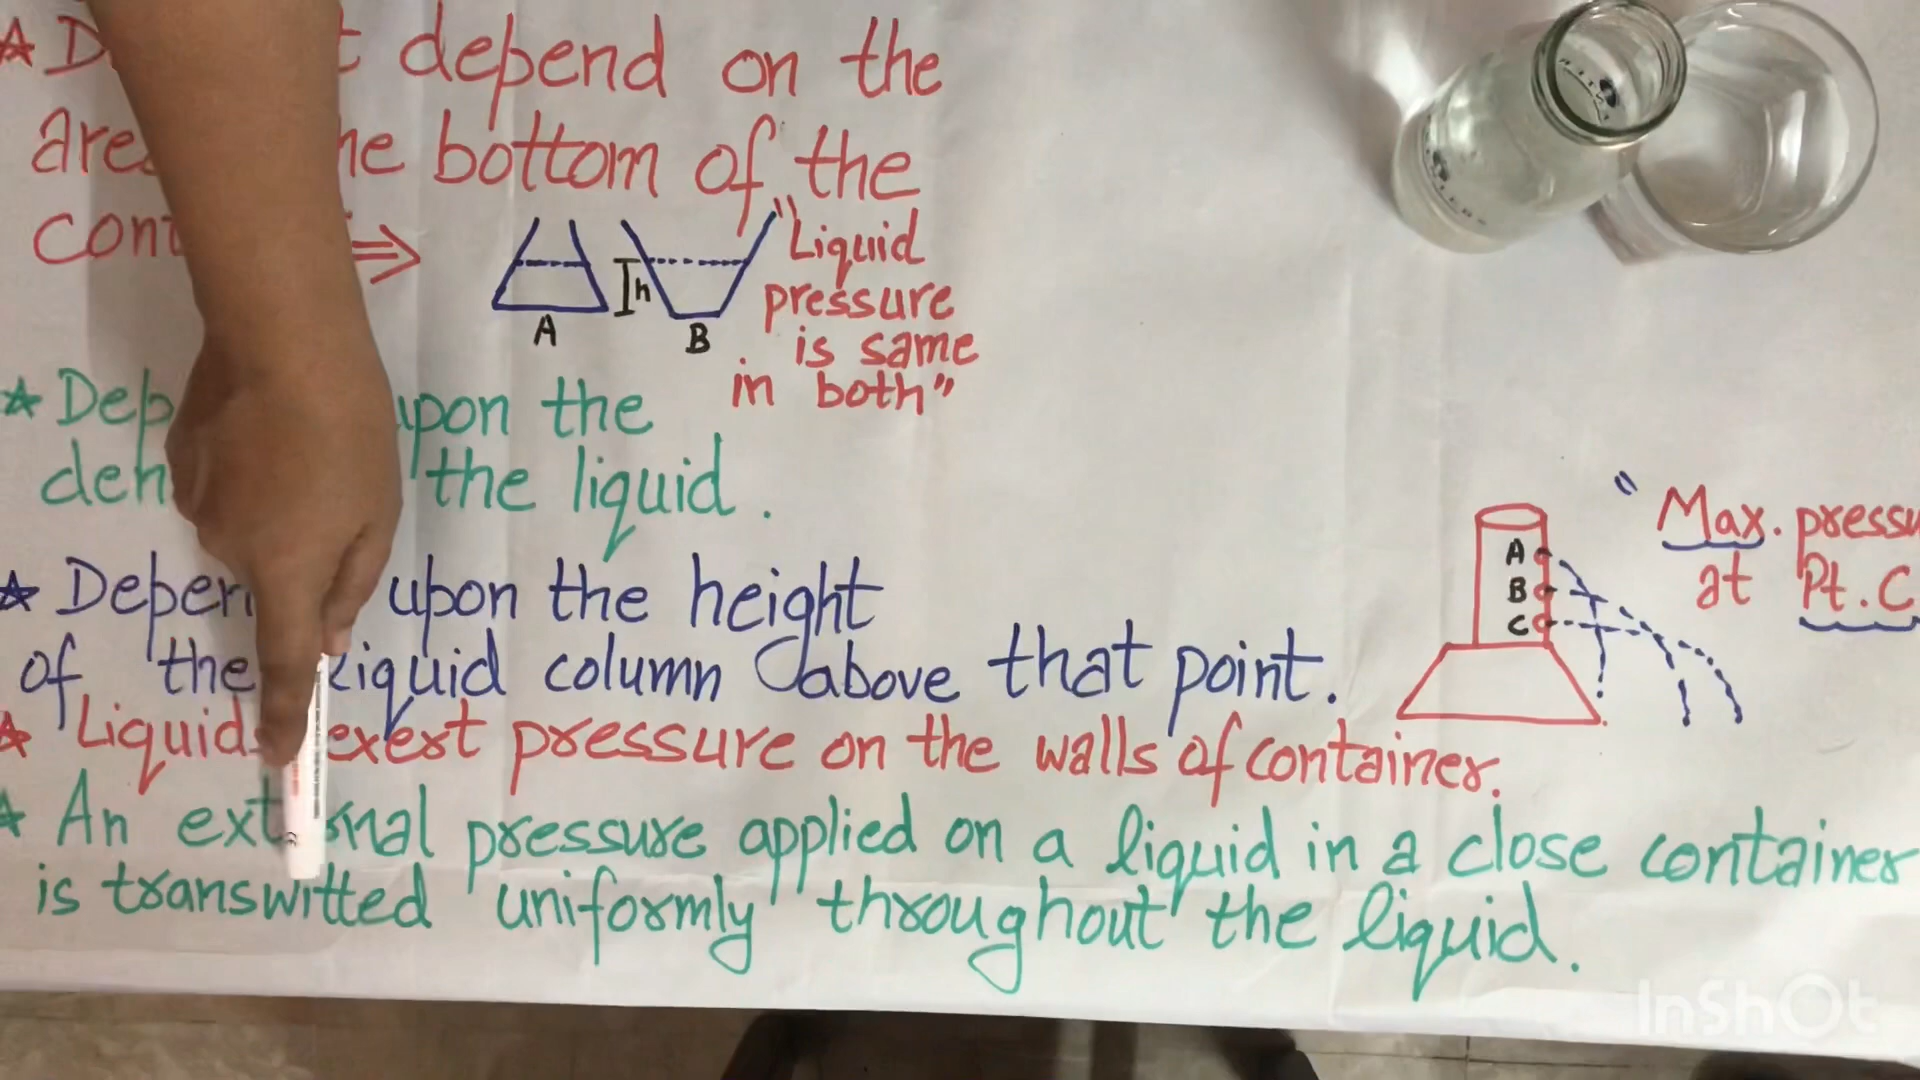 depend on the
the bottom of the
⇒
h
A
B
"Liquid
pressure
is same
in both"
upon the
the liquid.
upon the height
of the Liquid column above that point.
Liquids exert pressure on the walls of container.
An external pressure applied on a liquid in a close container
is transmitted uniformly throughout the liquid.
A
B
C
" Max. pressu
at Pt. C
InShOt